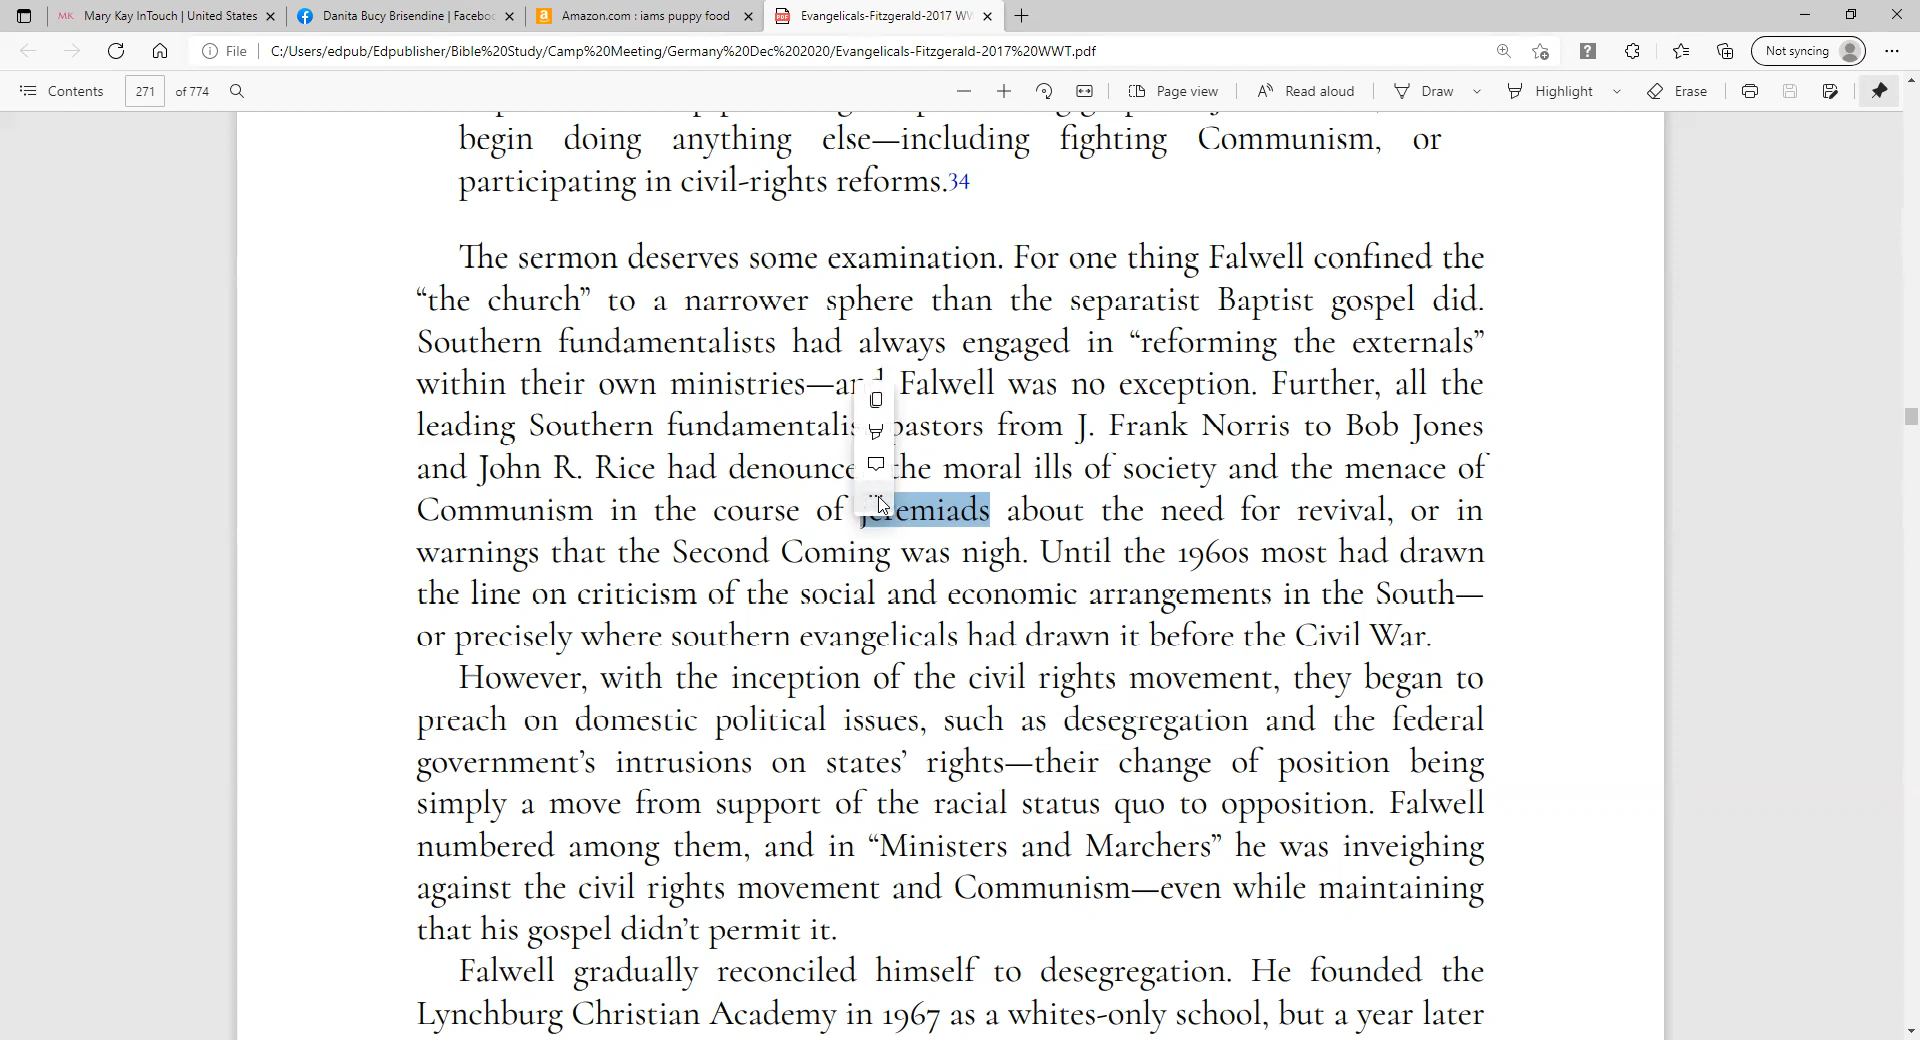 Mary Kay InTouch | United States
Danita Bucy Brisendine | Facebo
Amazon.com : iams puppy food
Evangelicals-Fitzgerald-2017 W
File
C:/Users/edpub/Edpublisher/Bible%20Study/Camp%20Meeting/Germany%20Dec%202020/Evangelicals-Fitzgerald-2017%20WWT.pdf
Not syncing
Contents
271
of 774
Page view
Read aloud
Draw
Highlight
Erase
begin doing anything else—including fighting Communism, or
participating in civil-rights reforms.34
The sermon deserves some examination. For one thing Falwell confined the
“the church” to a narrower sphere than the separatist Baptist gospel did.
Southern fundamentalists had always engaged in “reforming the externals”
within their own ministries—and Falwell was no exception. Further, all the
leading Southern fundamentalis pastors from J. Frank Norris to Bob Jones
and John R. Rice had denounce the moral ills of society and the menace of
Communism in the course of jeremiads about the need for revival, or in
warnings that the Second Coming was nigh. Until the 1960s most had drawn
the line on criticism of the social and economic arrangements in the South—
or precisely where southern evangelicals had drawn it before the Civil War.
However, with the inception of the civil rights movement, they began to
preach on domestic political issues, such as desegregation and the federal
government’s intrusions on states’ rights—their change of position being
simply a move from support of the racial status quo to opposition. Falwell
numbered among them, and in “Ministers and Marchers” he was inveighing
against the civil rights movement and Communism—even while maintaining
that his gospel didn’t permit it.
Falwell gradually reconciled himself to desegregation. He founded the
Lynchburg Christian Academy in 1967 as a whites-only school, but a year later